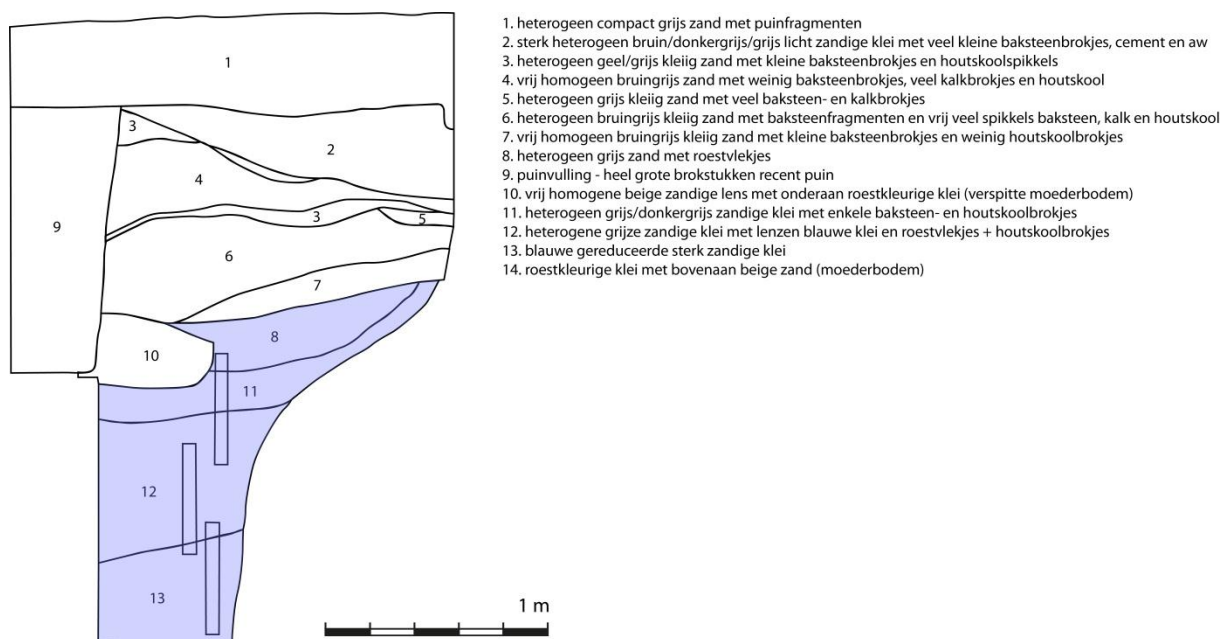 1. heterogeen compact grijs zand met puinfragmenten
2. sterk heterogeen bruin/donkergrijs/grijs licht zandige klei met veel kleine baksteenbrokjes, cement en aw
3. heterogeen geel/grijs kleiig zand met kleine baksteenbrokjes en houtskoolspikkels
4. vrij homogeen bruingrijs zand met weinig baksteenbrokjes, veel kalkbrokjes en houtskool
5. heterogeen grijs kleiig zand met veel baksteen- en kalkbrokjes
6. heterogeen bruingrijs kleiig zand met baksteenfragmenten en vrij veel spikkels baksteen, kalk en houtskool
7. vrij homogeen bruingrijs kleiig zand met kleine baksteenbrokjes en weinig houtskoolbrokjes
8. heterogeen grijs zand met roestvlekjes
9. puinvulling - heel grote brokstukken recent puin
10. vrij homogene beige zandige lens met onderaan roestkleurige klei (verspitte moederbodem)
11. heterogeen grijs/donkergrijs zandige klei met enkele baksteen- en houtskoolbrokjes
12. heterogene grijze zandige klei met lenzen blauwe klei en roestvlekjes + houtskoolbrokjes
13. blauwe gereduceerde sterk zandige klei
14. roestkleurige klei met bovenaan beige zand (moederbodem)
1
3
2
4
3
5
9
6
7
8
10
11
12
13
1 m